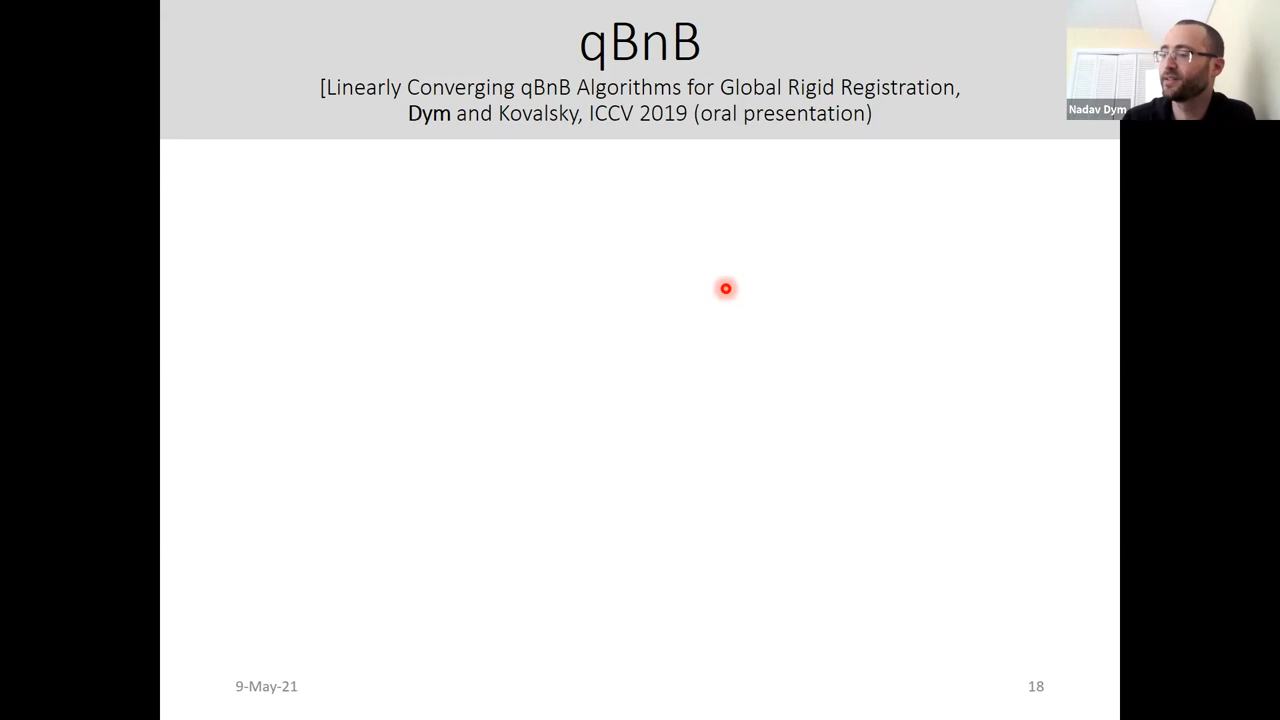 qBnB
[Linearly Converging qBnB Algorithms for Global Rigid Registration,
Dym and Kovalsky, ICCV 2019 (oral presentation)
Nadav Dym
9-May-21
18